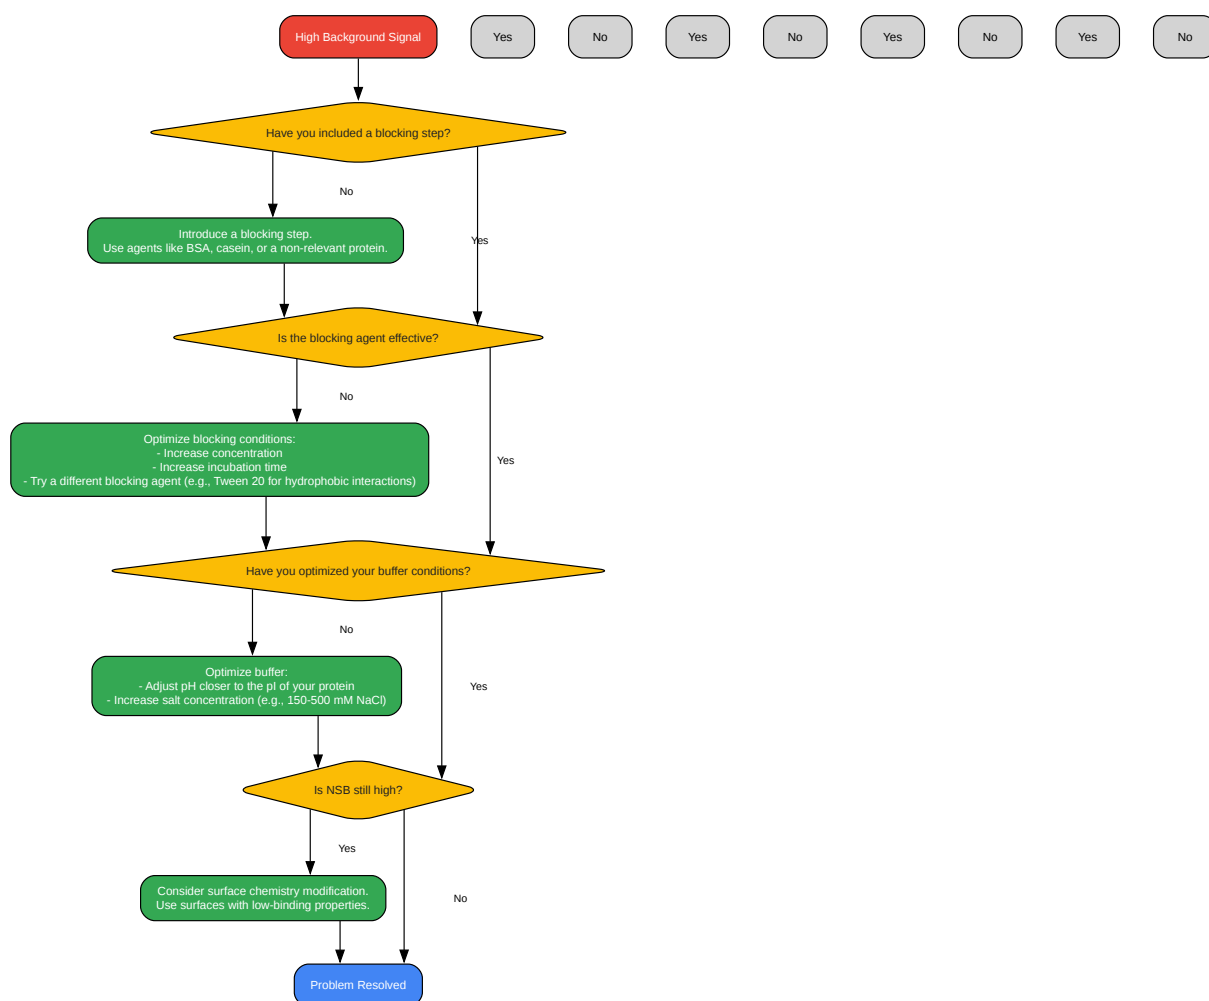 High Background Signal
Yes
No
Yes
No
Yes
No
Yes
No
Have you included a blocking step?
No
Introduce a blocking step.
Use agents like BSA, casein, or a non-relevant protein.
Yes
Is the blocking agent effective?
No
Optimize blocking conditions:
- Increase concentration
- Increase incubation time
- Try a different blocking agent (e.g., Tween 20 for hydrophobic interactions)
Yes
Have you optimized your buffer conditions?
No
Optimize buffer:
- Adjust pH closer to the pI of your protein
- Increase salt concentration (e.g., 150-500 mM NaCl)
Yes
Is NSB still high?
Yes
Consider surface chemistry modification.
Use surfaces with low-binding properties.
No
Problem Resolved